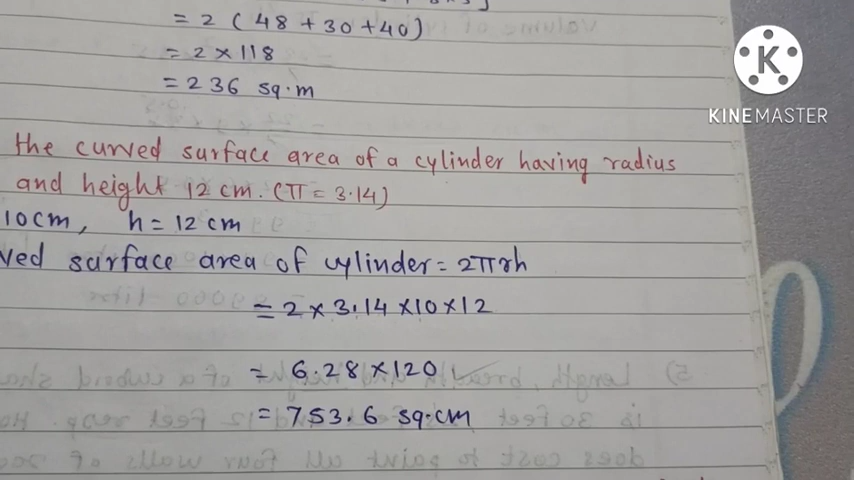 = 2 ( 48 + 30 + 40)
= 2 × 118
= 236 sq.m
KINEMASTER
the curved surface area of a cylinder having radius
and height 12 cm. (π = 3.14)
10cm, h = 12 cm
ved surface area of cylinder = 2πrh
= 2 × 3.14 × 10 × 12
= 6.28 × 120
= 753.6 sq.cm